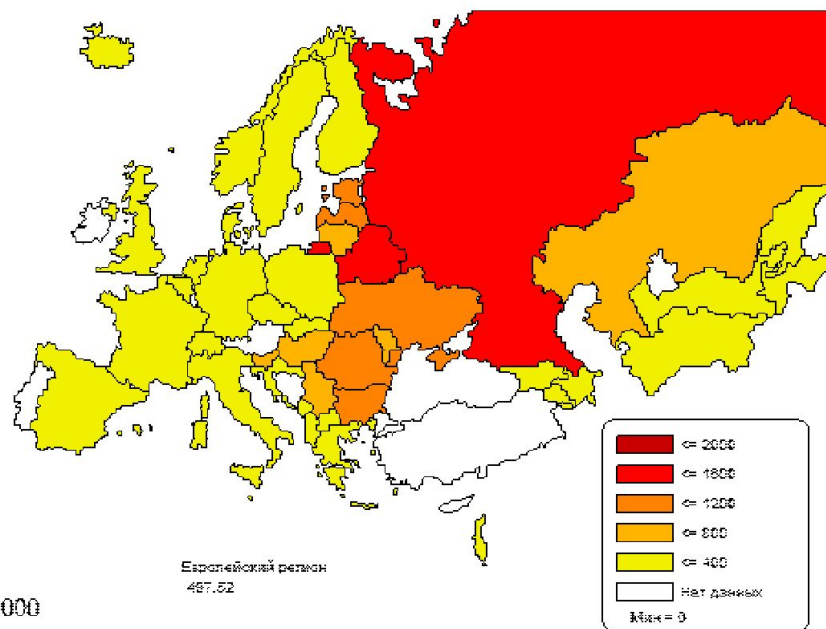 Европейский регион
497.52
000
<= 2000
<= 1600
<= 1200
<= 800
<= 400
Нет данных
Мин = 0